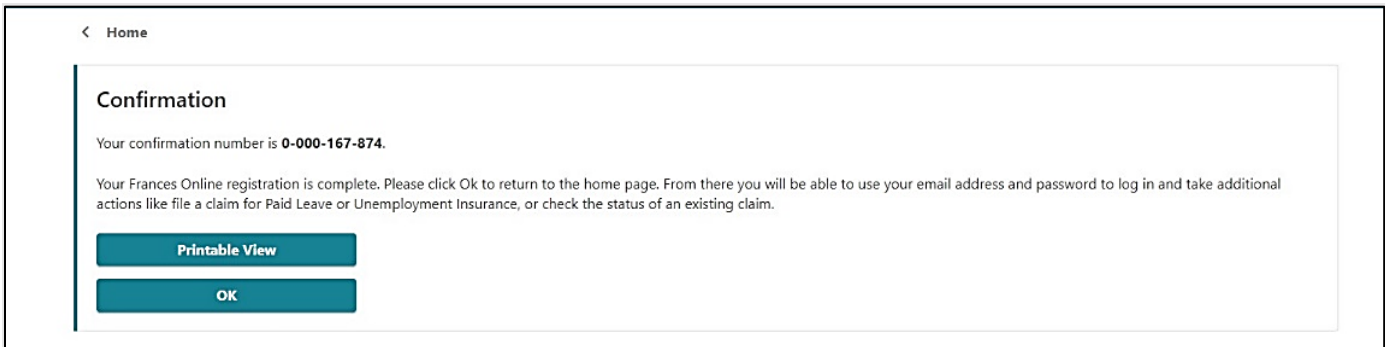 < Home
Confirmation
Your confirmation number is 0-000-167-874.
Your Frances Online registration is complete. Please click Ok to return to the home page. From there you will be able to use your email address and password to log in and take additional
actions like file a claim for Paid Leave or Unemployment Insurance, or check the status of an existing claim.
Printable View
OK